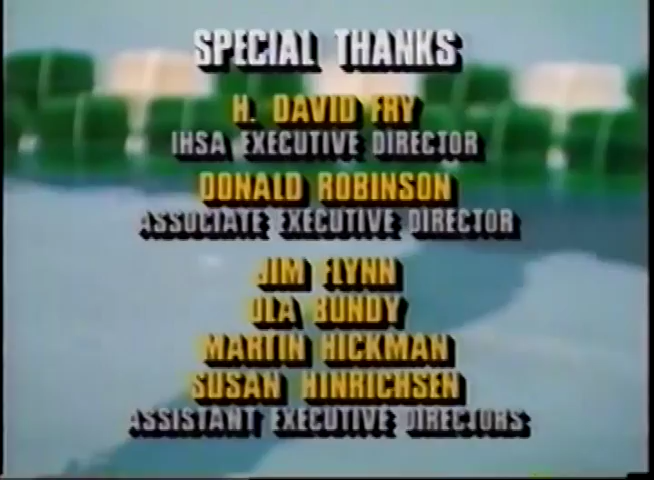 SPECIAL THANKS
H. DAVID FRY
IHSA EXECUTIVE DIRECTOR
DONALD ROBINSON
ASSOCIATE EXECUTIVE DIRECTOR
JIM FLYNN
OLA BUNDY
MARTIN HICKMAN
SUSAN HINRICHSEN
ASSISTANT EXECUTIVE DIRECTORS